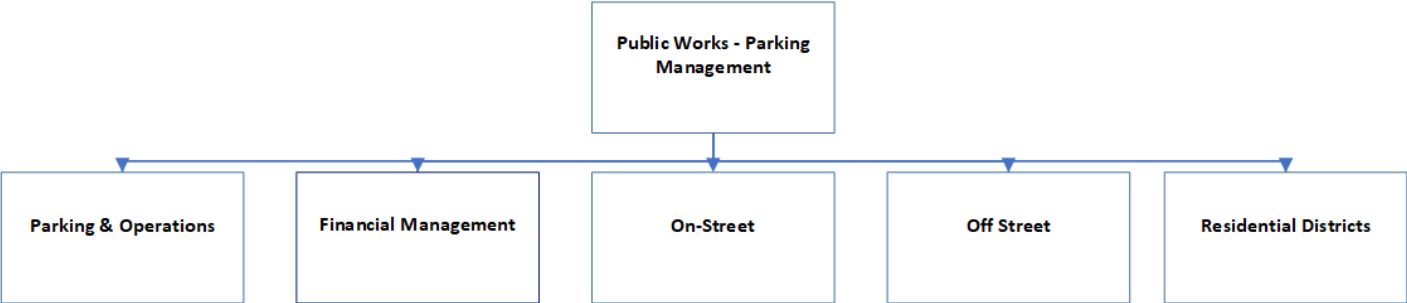 Public Works - Parking
Management
Parking & Operations
Financial Management
On-Street
Off Street
Residential Districts